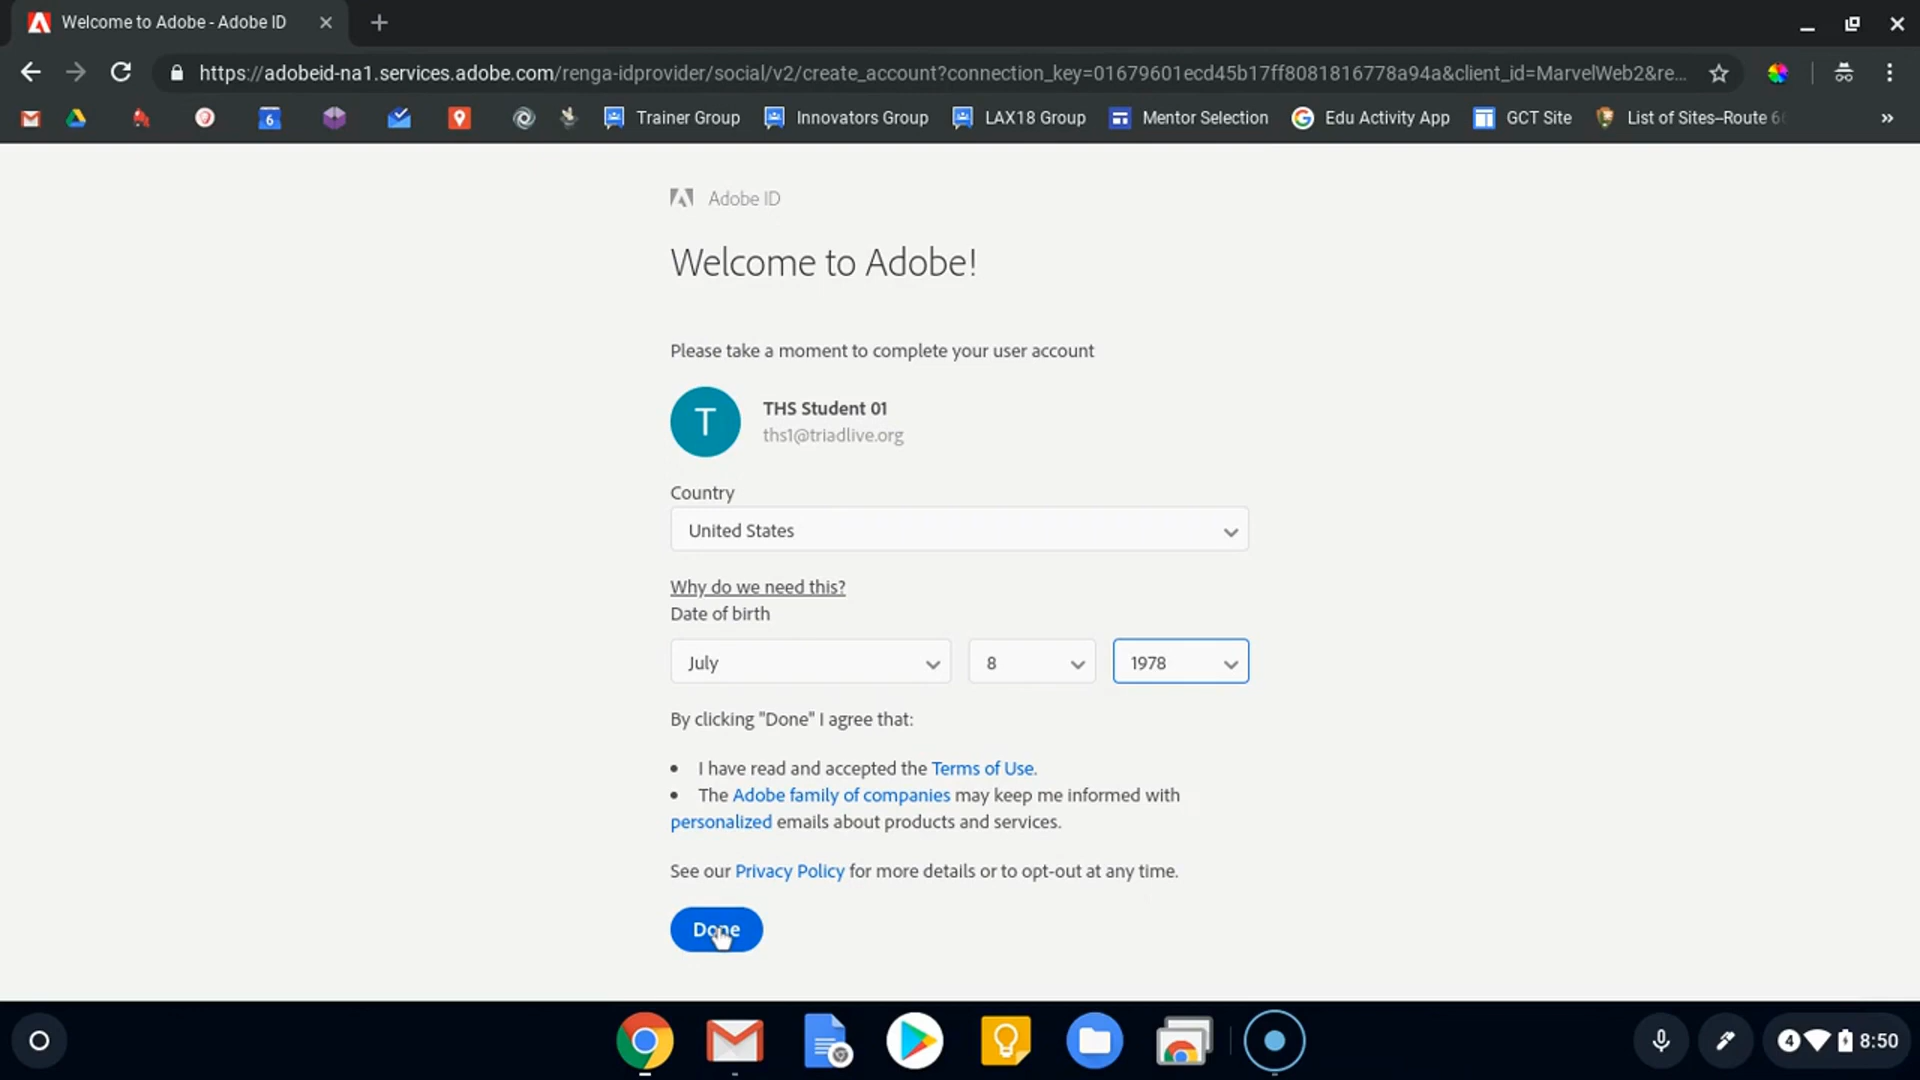 Welcome to Adobe - Adobe ID
https://adobeid-na1.services.adobe.com/renga-idprovider/social/v2/create_account?connection_key=01679601ecd45b17ff8081816778a94a&client_id=MarvelWeb2&re...
6 Trainer Group Innovators Group LAX18 Group Mentor Selection Edu Activity App GCT Site List of Sites–Route 66
Adobe ID
Welcome to Adobe!
Please take a moment to complete your user account
T THS Student 01
ths1@triadlive.org
Country
United States
Why do we need this?
Date of birth
July 8 1978
By clicking "Done" I agree that:
• I have read and accepted the Terms of Use.
• The Adobe family of companies may keep me informed with
personalized emails about products and services.
See our Privacy Policy for more details or to opt-out at any time.
Done
4 8:50